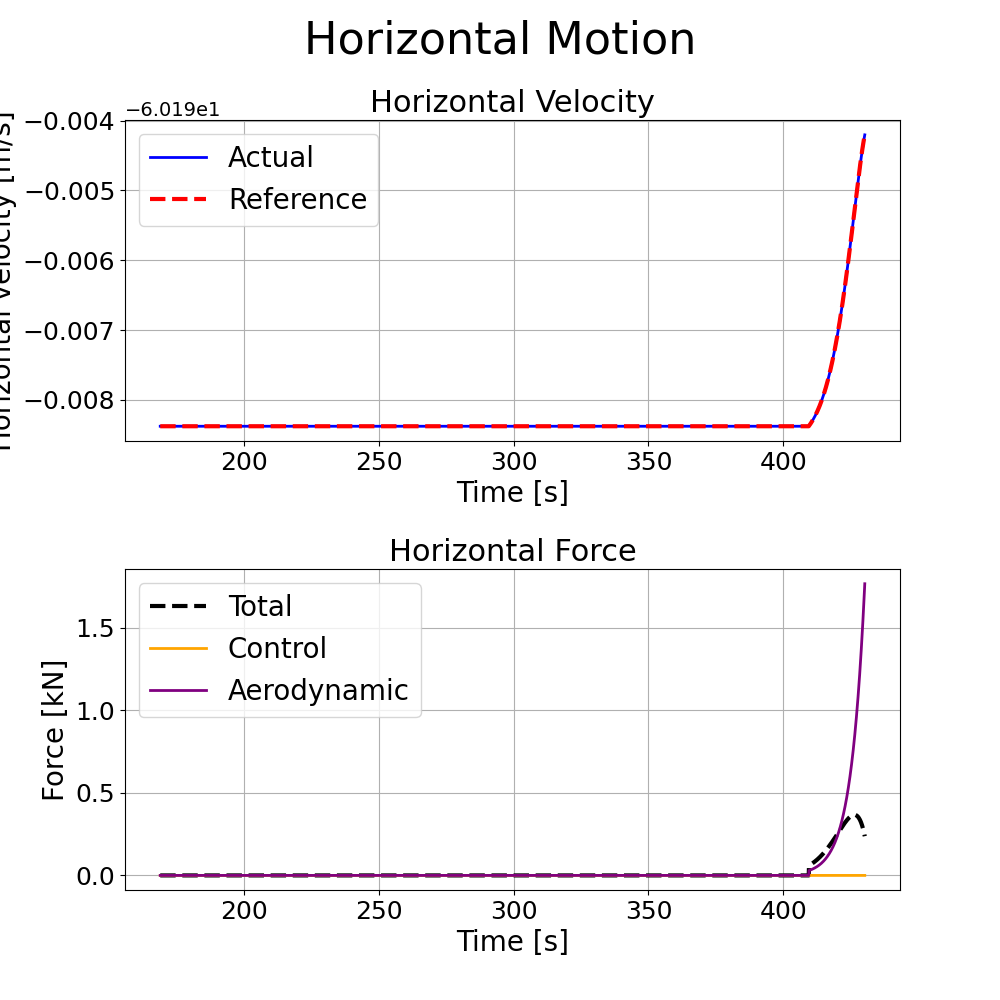 Horizontal Motion
Horizontal Velocity
−6.019e1
−0.004
−0.005
−0.006
−0.007
−0.008
Velocity [m/s]
Actual
Reference
200 250 300 350 400
Time [s]
Horizontal Force
Force [kN]
1.5
1.0
0.5
0.0
Total
Control
Aerodynamic
200 250 300 350 400
Time [s]